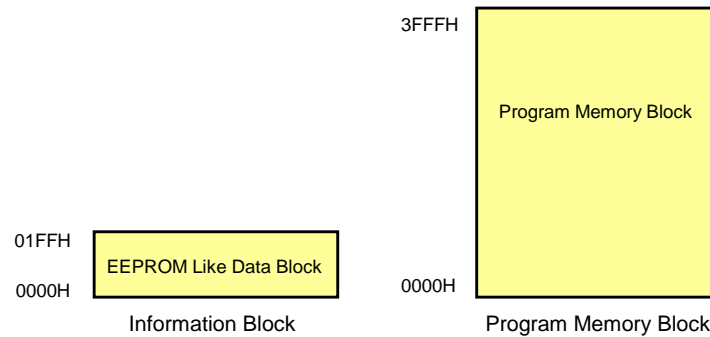 3FFFH
Program Memory Block
01FFH
EEPROM Like Data Block
0000H
0000H
Information Block
Program Memory Block